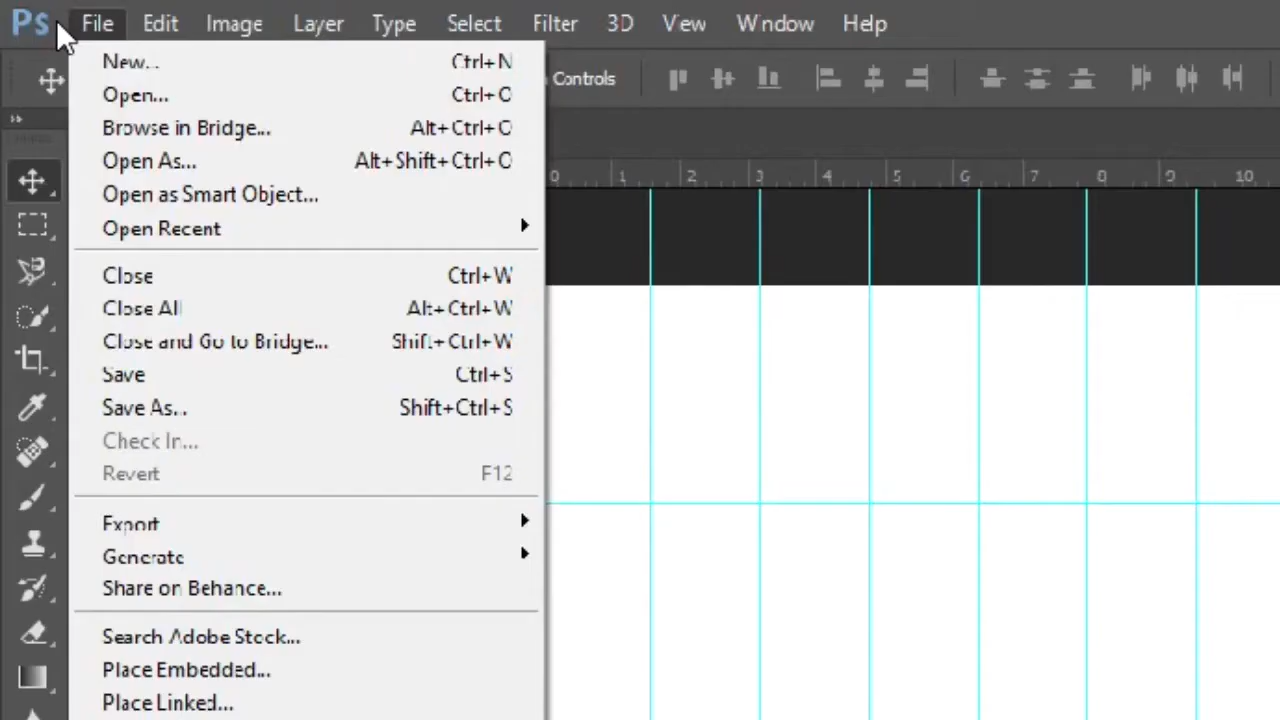 Ps File Edit Image Layer Type Select Filter 3D View Window Help
Controls
0 1 2 3 4 5 6 7 8 9 10
New... Ctrl+N
Open... Ctrl+O
Browse in Bridge... Alt+Ctrl+O
Open As... Alt+Shift+Ctrl+O
Open as Smart Object...
Open Recent
Close Ctrl+W
Close All Alt+Ctrl+W
Close and Go to Bridge... Shift+Ctrl+W
Save Ctrl+S
Save As... Shift+Ctrl+S
Check In...
Revert F12
Export
Generate
Share on Behance...
Search Adobe Stock...
Place Embedded...
Place Linked...